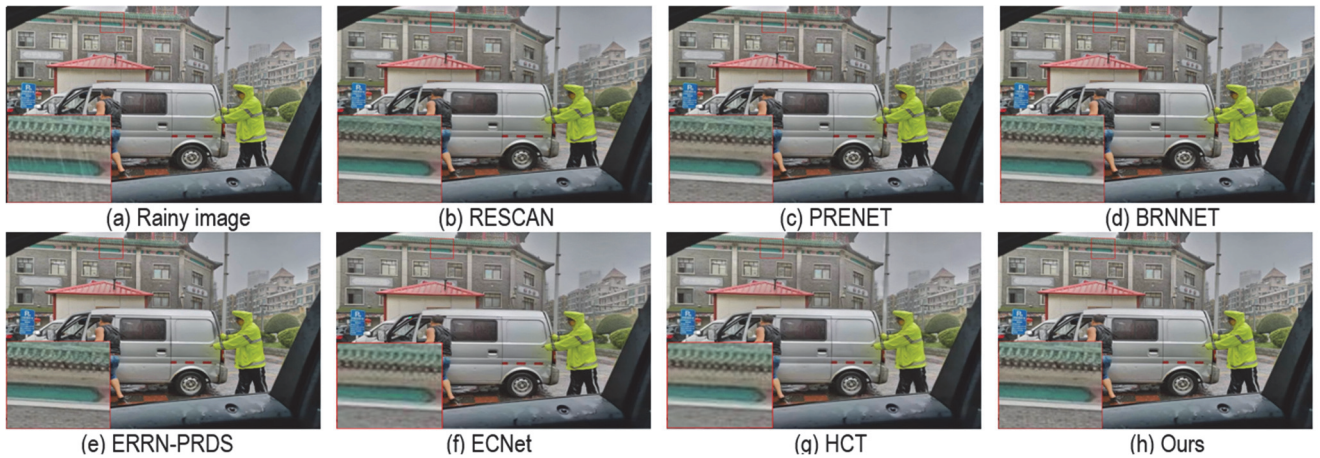 (a) Rainy image
(b) RESCAN
(c) PRENET
(d) BRNNET
(e) ERRN-PRDS
(f) ECNet
(g) HCT
(h) Ours